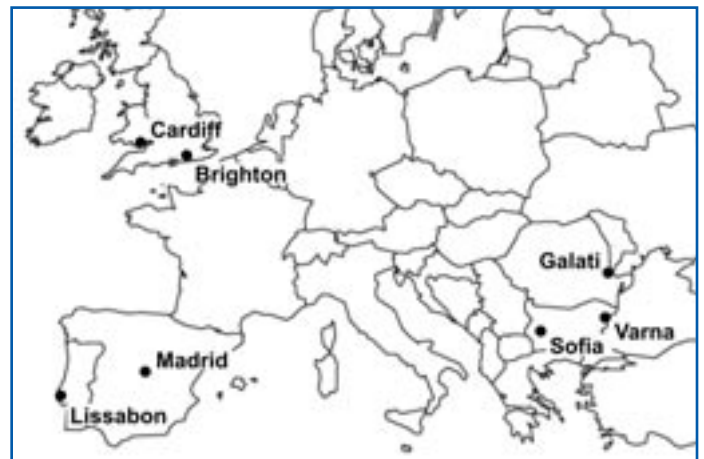 Cardiff
Brighton
Galati
Varna
Sofia
Madrid
Lissabon